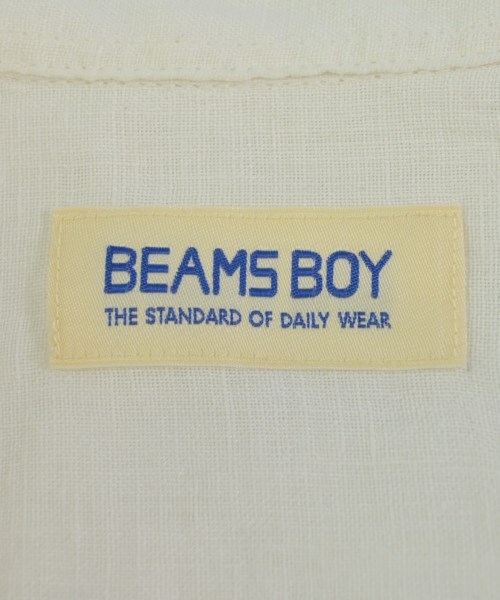 BEAMS BOY
THE STANDARD OF DAILY WEAR